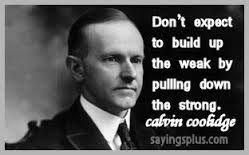 Don't expect
to build up
the weak by
pulling down
the strong.
calvin coolidge
sayingsplus.com